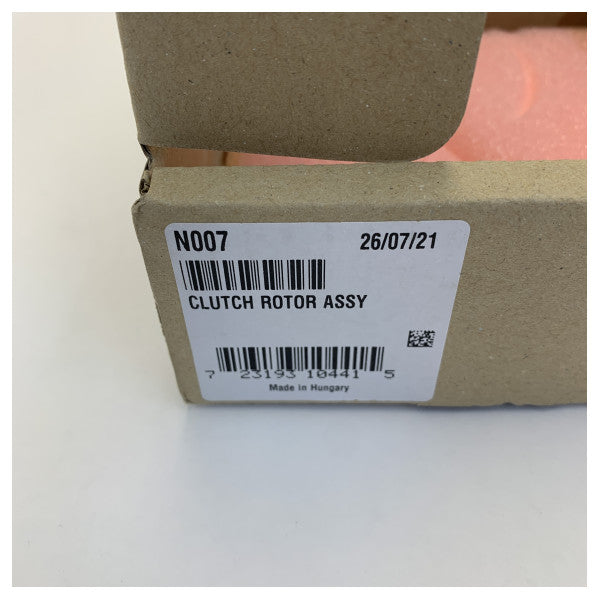 N007 26/07/21
CLUTCH ROTOR ASSY
7 23193 10441 5
Made in Hungary